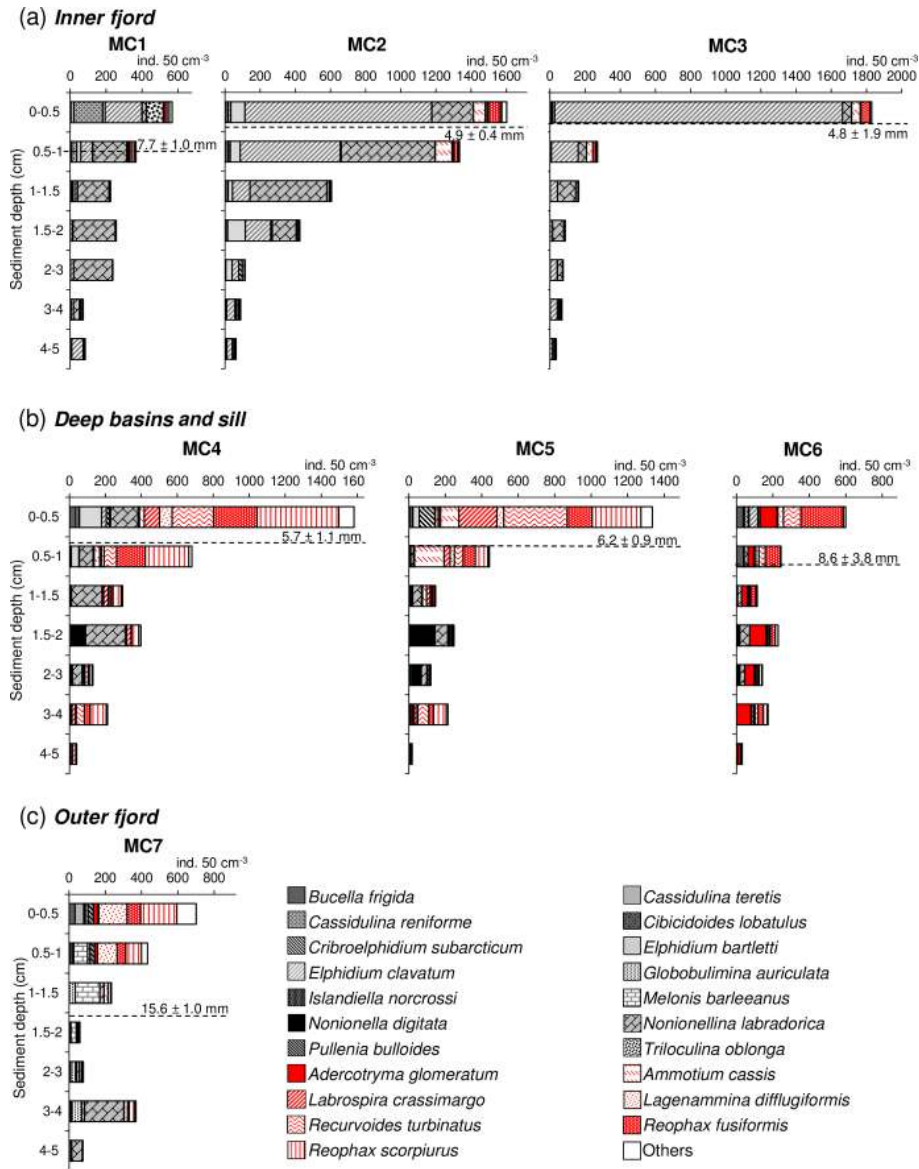 (a) Inner fjord
MC1 MC2 MC3
ind. 50 cm-3 ind. 50 cm-3 ind. 50 cm-3
0 200 400 600 0 200 400 600 800 1000 1200 1400 1600 0 200 400 600 800 1000 1200 1400 1600 1800 2000
Sediment depth (cm)
0-0.5
4.9 ± 0.4 mm 4.8 ± 1.9 mm
7.7 ± 1.0 mm
0.5-1
1-1.5
1.5-2
2-3
3-4
4-5
(b) Deep basins and sill
MC4 MC5 MC6
ind. 50 cm-3 ind. 50 cm-3 ind. 50 cm-3
0 200 400 600 800 1000 1200 1400 1600 0 200 400 600 800 1000 1200 1400 0 200 400 600 800
Sediment depth (cm)
0-0.5
5.7 ± 1.1 mm 6.2 ± 0.9 mm
0.5-1
8.6 ± 3.8 mm
1-1.5
1.5-2
2-3
3-4
4-5
(c) Outer fjord
MC7
ind. 50 cm-3
0 200 400 600 800
Sediment depth (cm)
0-0.5
0.5-1
1-1.5
15.6 ± 1.0 mm
1.5-2
2-3
3-4
4-5
Bucella frigida
Cassidulina reniforme
Cribroelphidium subarcticum
Elphidium clavatum
Islandiella norcrossi
Nonionella digitata
Pullenia bulloides
Adercotryma glomeratum
Labrospira crassimargo
Recurvoides turbinatus
Reophax scorpiurus
Cassidulina teretis
Cibicidoides lobatulus
Elphidium bartletti
Globobulimina auriculata
Melonis barleeanus
Nonionellina labradorica
Triloculina oblonga
Ammotium cassis
Lagenammina difflugiformis
Reophax fusiformis
Others